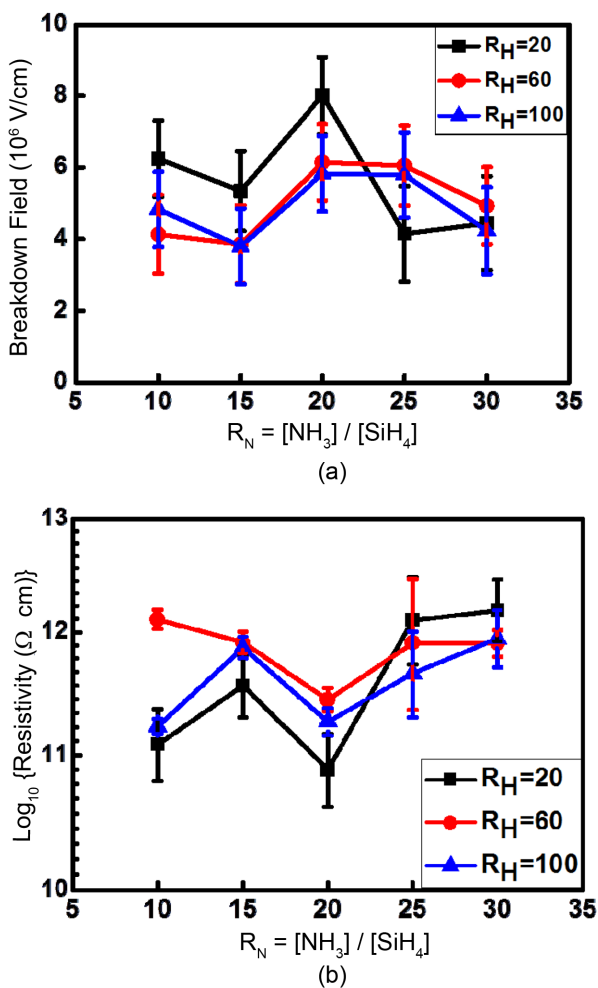 10
8
6
4
2
0
Breakdown Field (10⁶ V/cm)
R_H=20
R_H=60
R_H=100
5 10 15 20 25 30 35
R_N = [NH₃] / [SiH₄]
(a)
13
12
11
10
Log₁₀ {Resistivity (Ω cm)}
R_H=20
R_H=60
R_H=100
5 10 15 20 25 30 35
R_N = [NH₃] / [SiH₄]
(b)